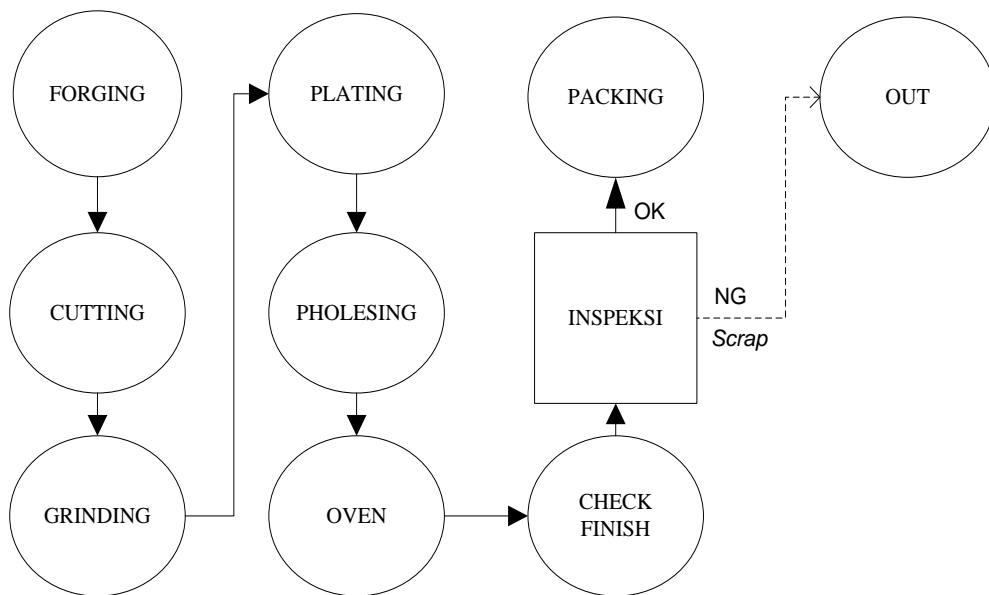 FORGING
CUTTING
GRINDING
PLATING
PHOLESING
OVEN
CHECK
FINISH
INSPEKSI
OK
PACKING
NG
Scrap
OUT